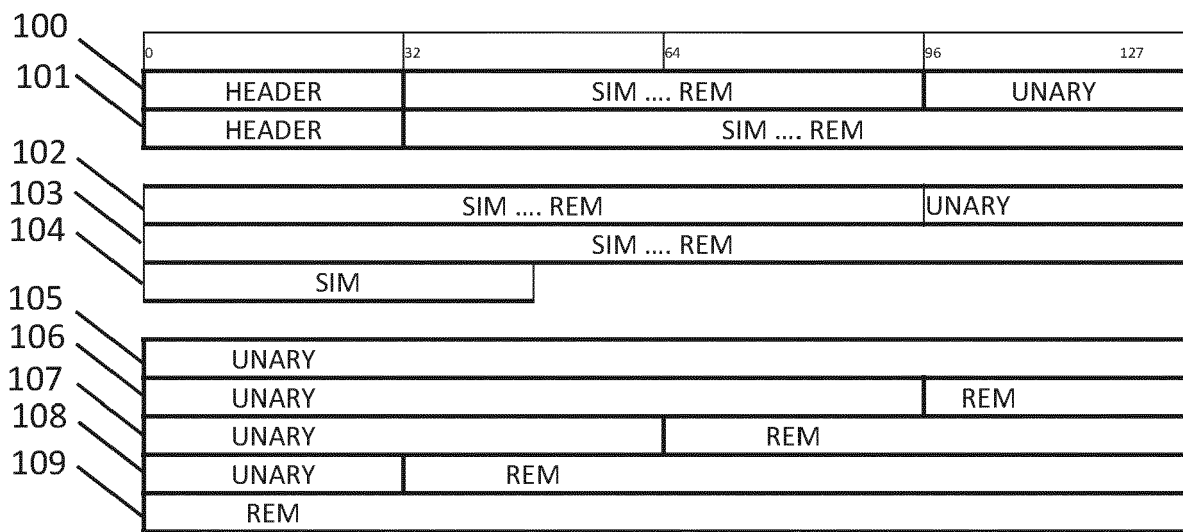 100 0 32 64 96 127
101 HEADER SIM .... REM UNARY
HEADER SIM .... REM
102
103 SIM .... REM UNARY
104 SIM .... REM
SIM
105
106 UNARY
107 UNARY REM
108 UNARY REM
109 UNARY REM
REM